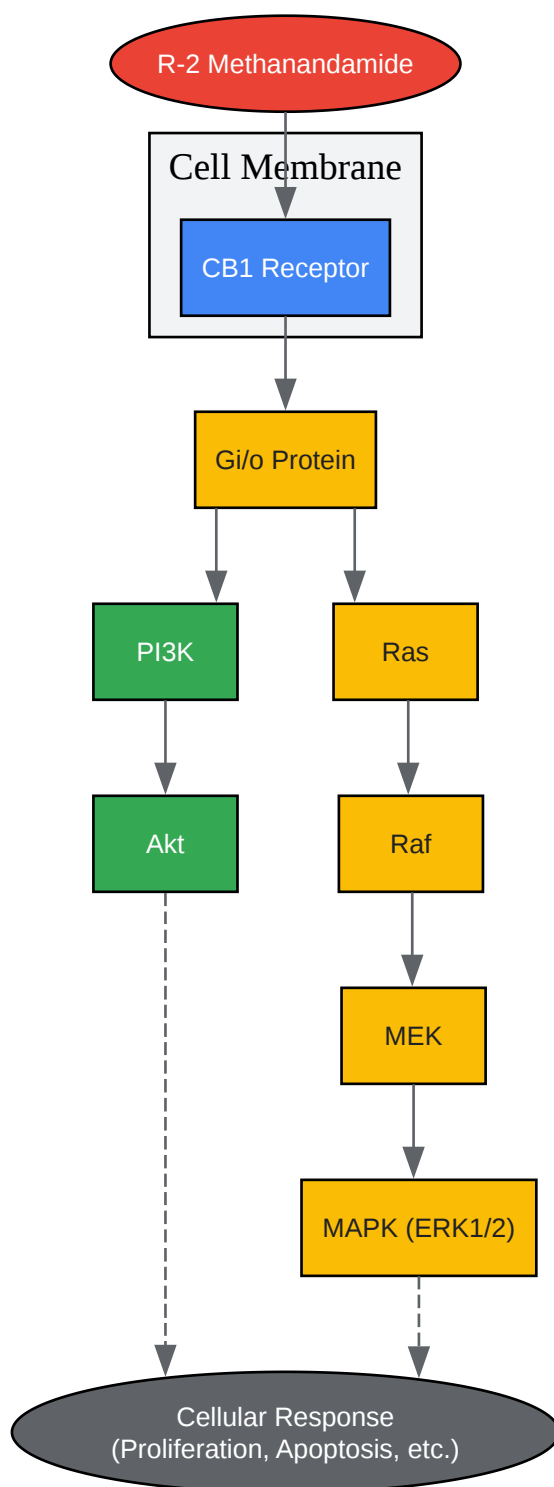 R-2 Methanandamide
Cell Membrane
CB1 Receptor
Gi/o Protein
PI3K
Ras
Akt
Raf
MEK
MAPK (ERK1/2)
Cellular Response
(Proliferation, Apoptosis, etc.)